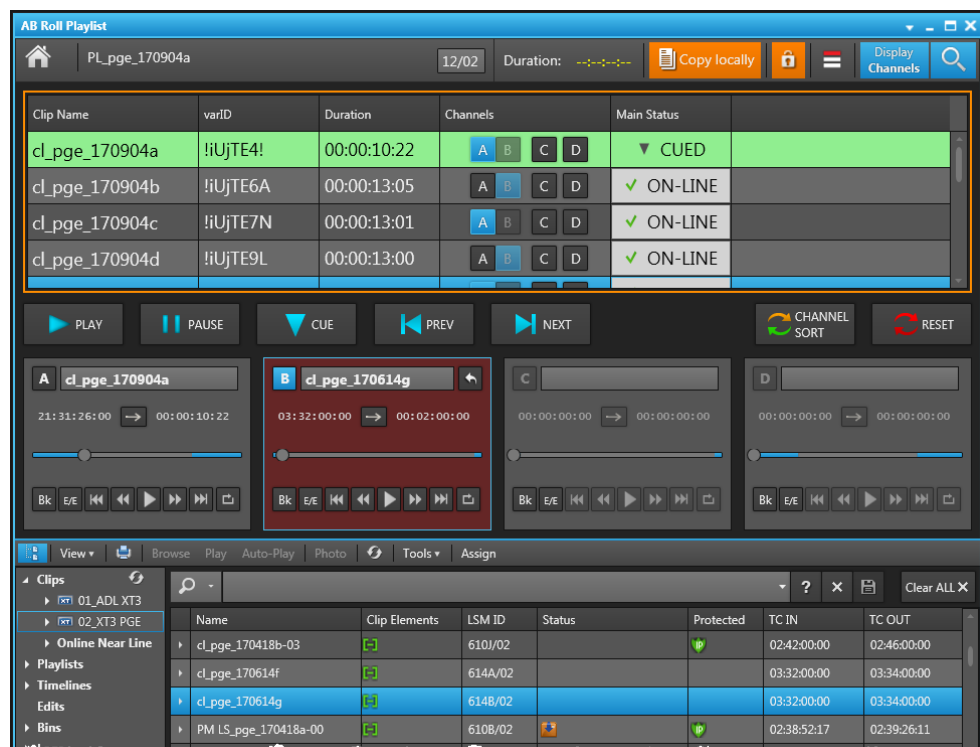 AB Roll Playlist
PL_pge_170904a 12/02 Duration: --:--:--:-- Copy locally Display Channels
Clip Name varID Duration Channels Main Status
cl_pge_170904a !iUjTE4! 00:00:10:22 A B C D CUED
cl_pge_170904b !iUjTE6A 00:00:13:05 A B C D ON-LINE
cl_pge_170904c !iUjTE7N 00:00:13:01 A B C D ON-LINE
cl_pge_170904d !iUjTE9L 00:00:13:00 A B C D ON-LINE
PLAY PAUSE CUE PREV NEXT CHANNEL SORT RESET
A cl_pge_170904a B cl_pge_170614g C D
21:31:26:00 00:00:10:22 03:32:00:00 00:02:00:00 00:00:00:00 00:00:00:00 00:00:00:00 00:00:00:00
Bk E/E Bk E/E Bk E/E Bk E/E
View Browse Play Auto-Play Photo Tools Assign
Clips ? Clear ALL
XT 01_ADL XT3
XT 02_XT3 PGE
Online Near Line
Playlists
Timelines
Edits
Bins
Name Clip Elements LSM ID Status Protected TC IN TC OUT
cl_pge_170418b-03 610J/02 IP 02:42:00:00 02:46:00:00
cl_pge_170614f 614A/02 03:32:00:00 03:34:00:00
cl_pge_170614g 614B/02 03:32:00:00 03:34:00:00
PM LS_pge_170418a-00 610B/02 IP 02:38:52:17 02:39:26:11